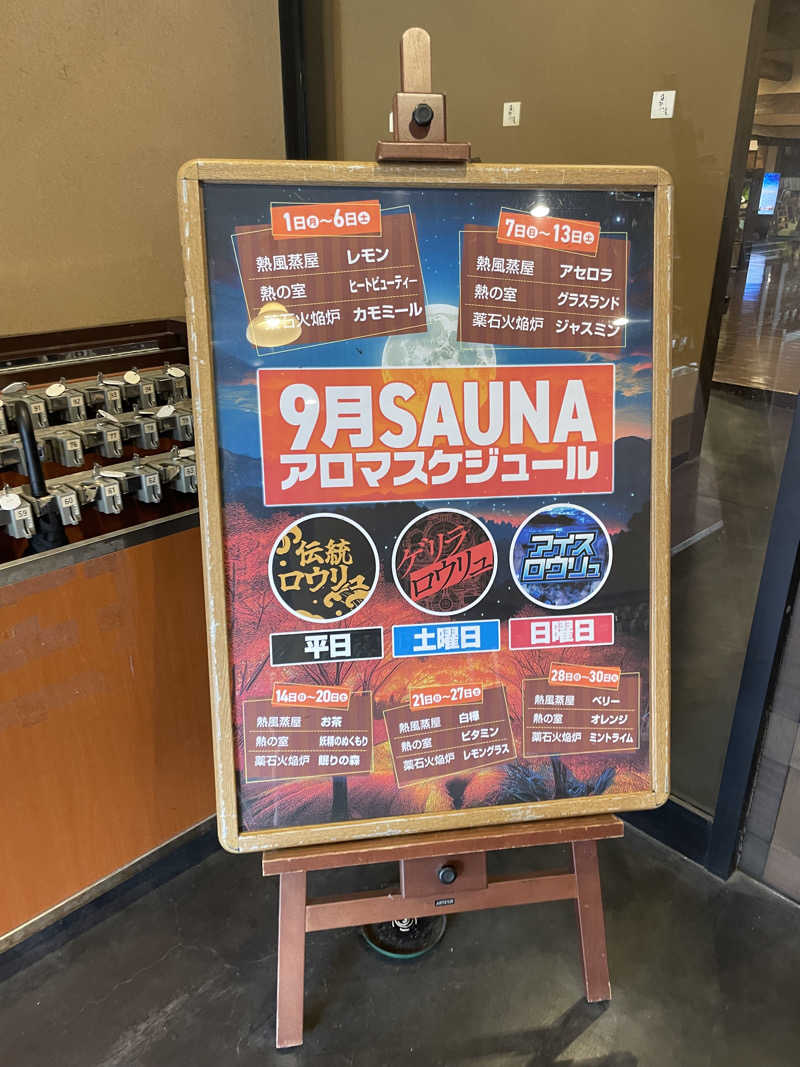 1日(月)～6日(土)
熱風蒸屋 レモン
熱の室 ヒートビューティー
薬石火焔炉 カモミール
7日(日)～13日(土)
熱風蒸屋 アセロラ
熱の室 グラスランド
薬石火焔炉 ジャスミン
9月SAUNA
アロマスケジュール
伝統
ロウリュ
平日
ゲリラ
ロウリュ
土曜日
アイス
ロウリュ
日曜日
14日(日)～20日(土)
熱風蒸屋 お茶
熱の室 妖精のぬくもり
薬石火焔炉 眠りの森
21日(日)～27日(土)
熱風蒸屋 白樺
熱の室 ビタミン
薬石火焔炉 レモングラス
28日(日)～30日(火)
熱風蒸屋 ベリー
熱の室 オレンジ
薬石火焔炉 ミントライム
91
59
60
61